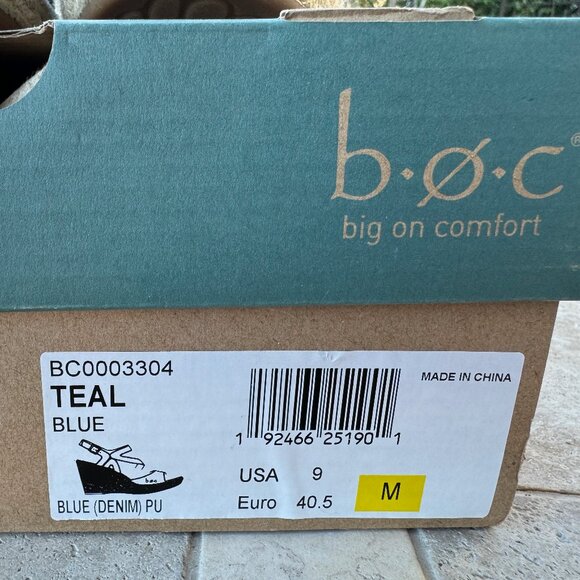 b·ø·c®
big on comfort
BC0003304
TEAL
BLUE
MADE IN CHINA
1 92466 25190 1
USA 9
Euro 40.5
M
bøc
BLUE (DENIM) PU